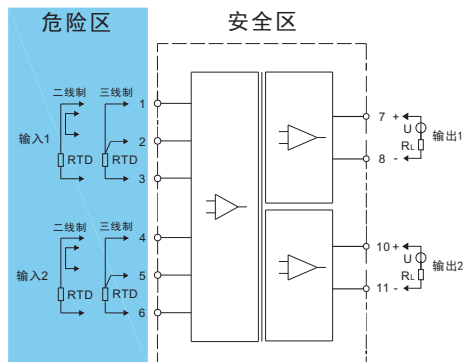 危险区 安全区
二线制 三线制 1
7 +
U
输入1 2 输出1
RL
RTD RTD 8 -
3
二线制 三线制 4
10 +
U
输入2 5 输出2
RL
RTD RTD 11 -
6